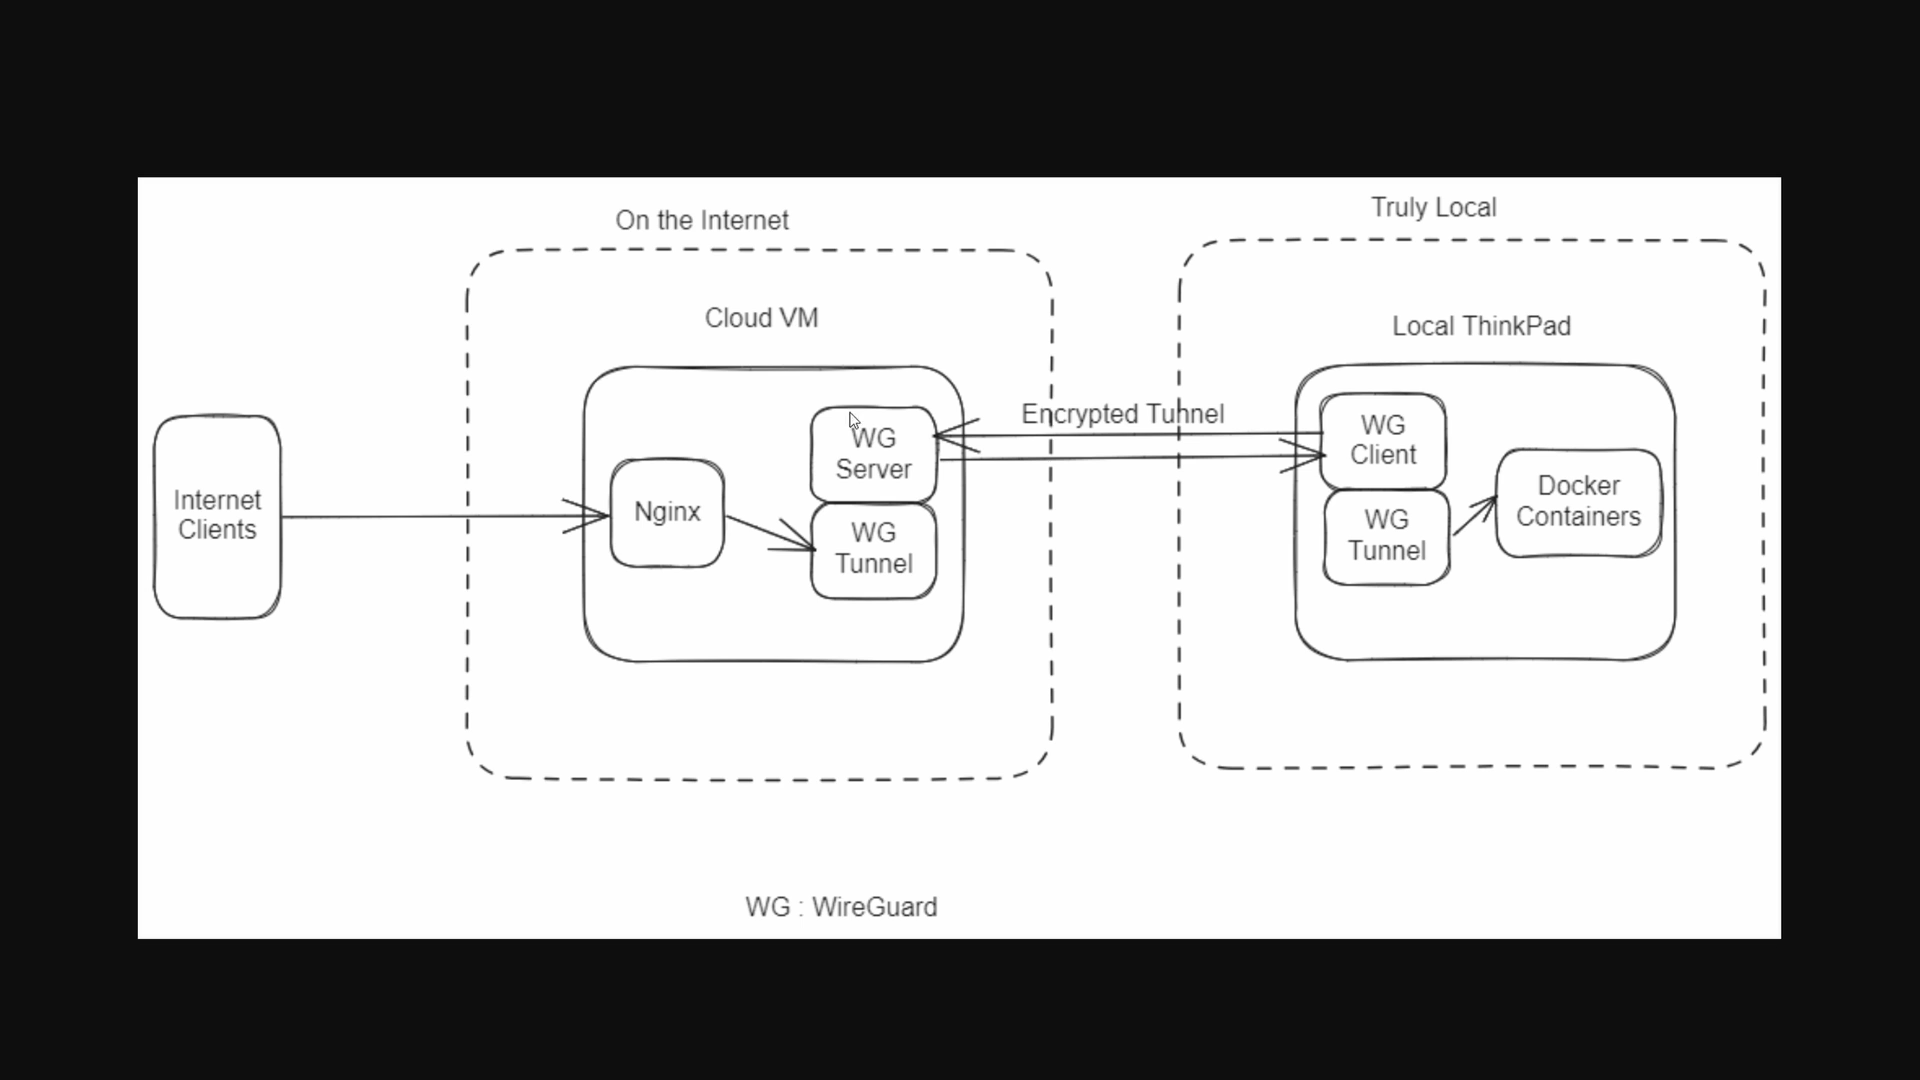 On the Internet
Truly Local
Cloud VM
Local ThinkPad
Internet
Clients
Nginx
WG
Server
WG
Tunnel
Encrypted Tunnel
WG
Client
WG
Tunnel
Docker
Containers
WG : WireGuard